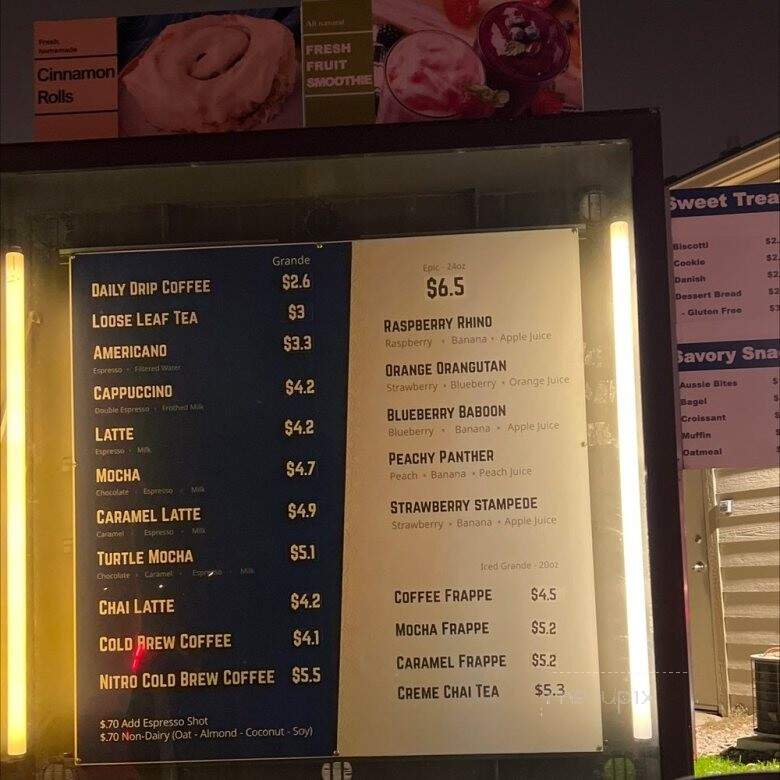 Fresh, homemade
Cinnamon
Rolls
All natural
FRESH
FRUIT
SMOOTHIE
Grande
DAILY DRIP COFFEE $2.6
LOOSE LEAF TEA $3
AMERICANO $3.3
Espresso • Filtered Water
CAPPUCCINO $4.2
Double Espresso • Frothed Milk
LATTE $4.2
Espresso • Milk
MOCHA $4.7
Chocolate • Espresso • Milk
CARAMEL LATTE $4.9
Caramel • Espresso • Milk
TURTLE MOCHA $5.1
Chocolate • Caramel • Espresso • Milk
CHAI LATTE $4.2
COLD BREW COFFEE $4.1
NITRO COLD BREW COFFEE $5.5
$.70 Add Espresso Shot
$.70 Non-Dairy (Oat - Almond - Coconut - Soy)
Epic - 24oz
$6.5
RASPBERRY RHINO
Raspberry • Banana • Apple Juice
ORANGE ORANGUTAN
Strawberry • Blueberry • Orange Juice
BLUEBERRY BABOON
Blueberry • Banana • Apple Juice
PEACHY PANTHER
Peach • Banana • Peach Juice
STRAWBERRY STAMPEDE
Strawberry • Banana • Apple Juice
Iced Grande - 20oz
COFFEE FRAPPE $4.5
MOCHA FRAPPE $5.2
CARAMEL FRAPPE $5.2
CREME CHAI TEA $5.3
Sweet Trea
Biscotti $2.
Cookie $2.
Danish $2.
Dessert Bread $2
- Gluten Free $3
Savory Sna
Aussie Bites $
Bagel $
Croissant $
Muffin $
Oatmeal $